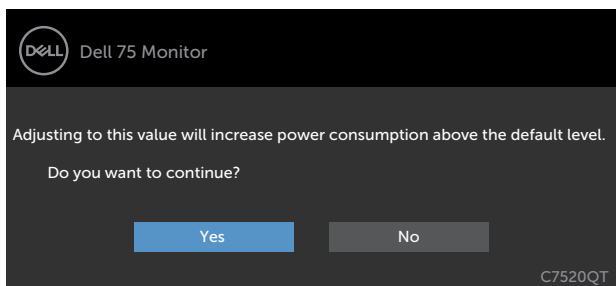 DELL
Dell 75 Monitor
Adjusting to this value will increase power consumption above the default level.
Do you want to continue?
Yes No
C7520QT